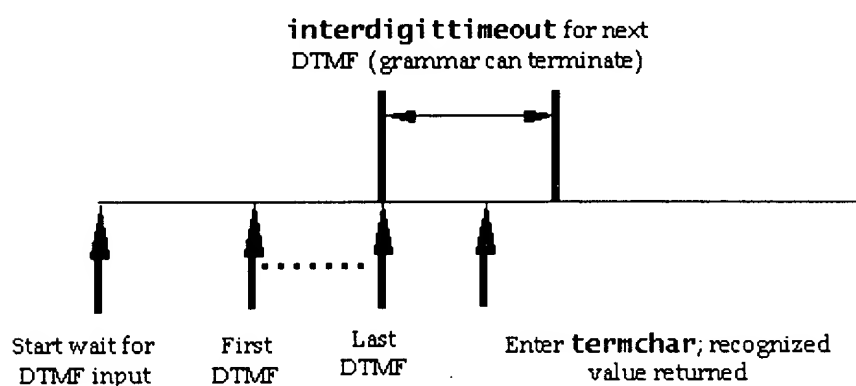 interdigittimeout for next
DTMF (grammar can terminate)
Start wait for
DTMF input
First
DTMF
Last
DTMF
Enter termchar; recognized
value returned